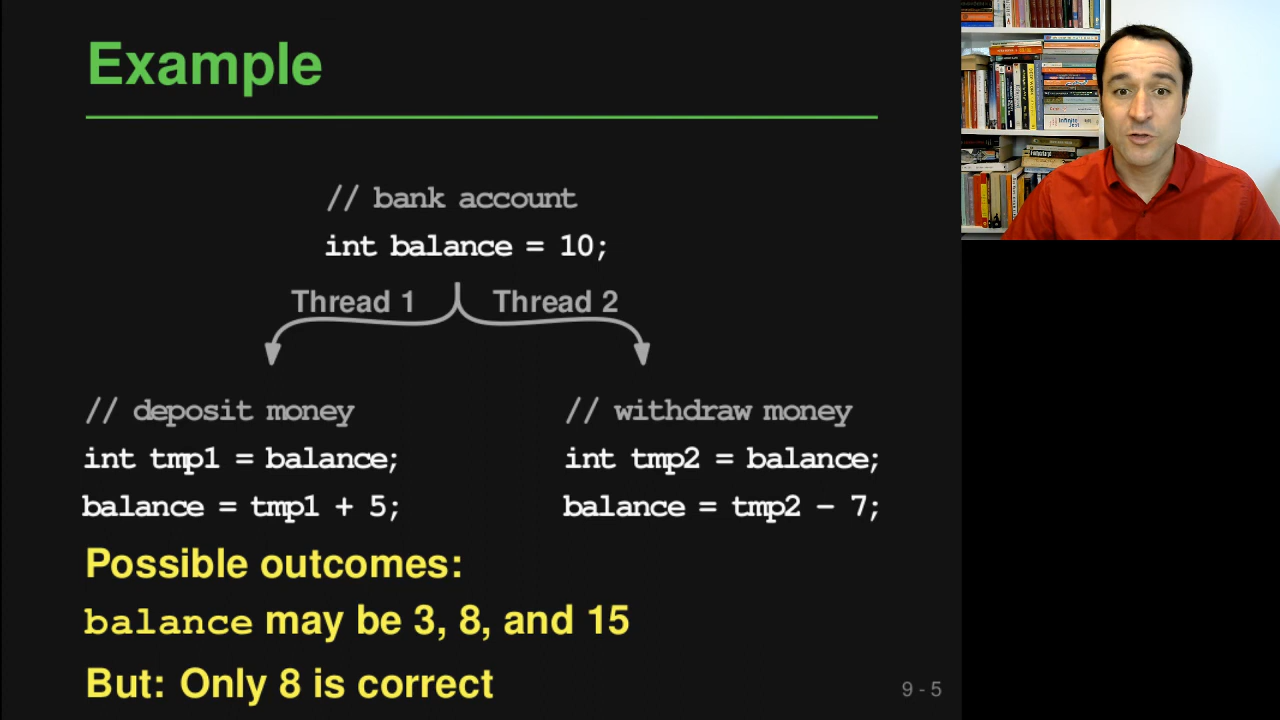 Example
// bank account
int balance = 10;
Thread 1 Thread 2
// deposit money
int tmp1 = balance;
balance = tmp1 + 5;
// withdraw money
int tmp2 = balance;
balance = tmp2 − 7;
Possible outcomes:
balance may be 3, 8, and 15
But: Only 8 is correct
9 - 5
Infinite
Jest